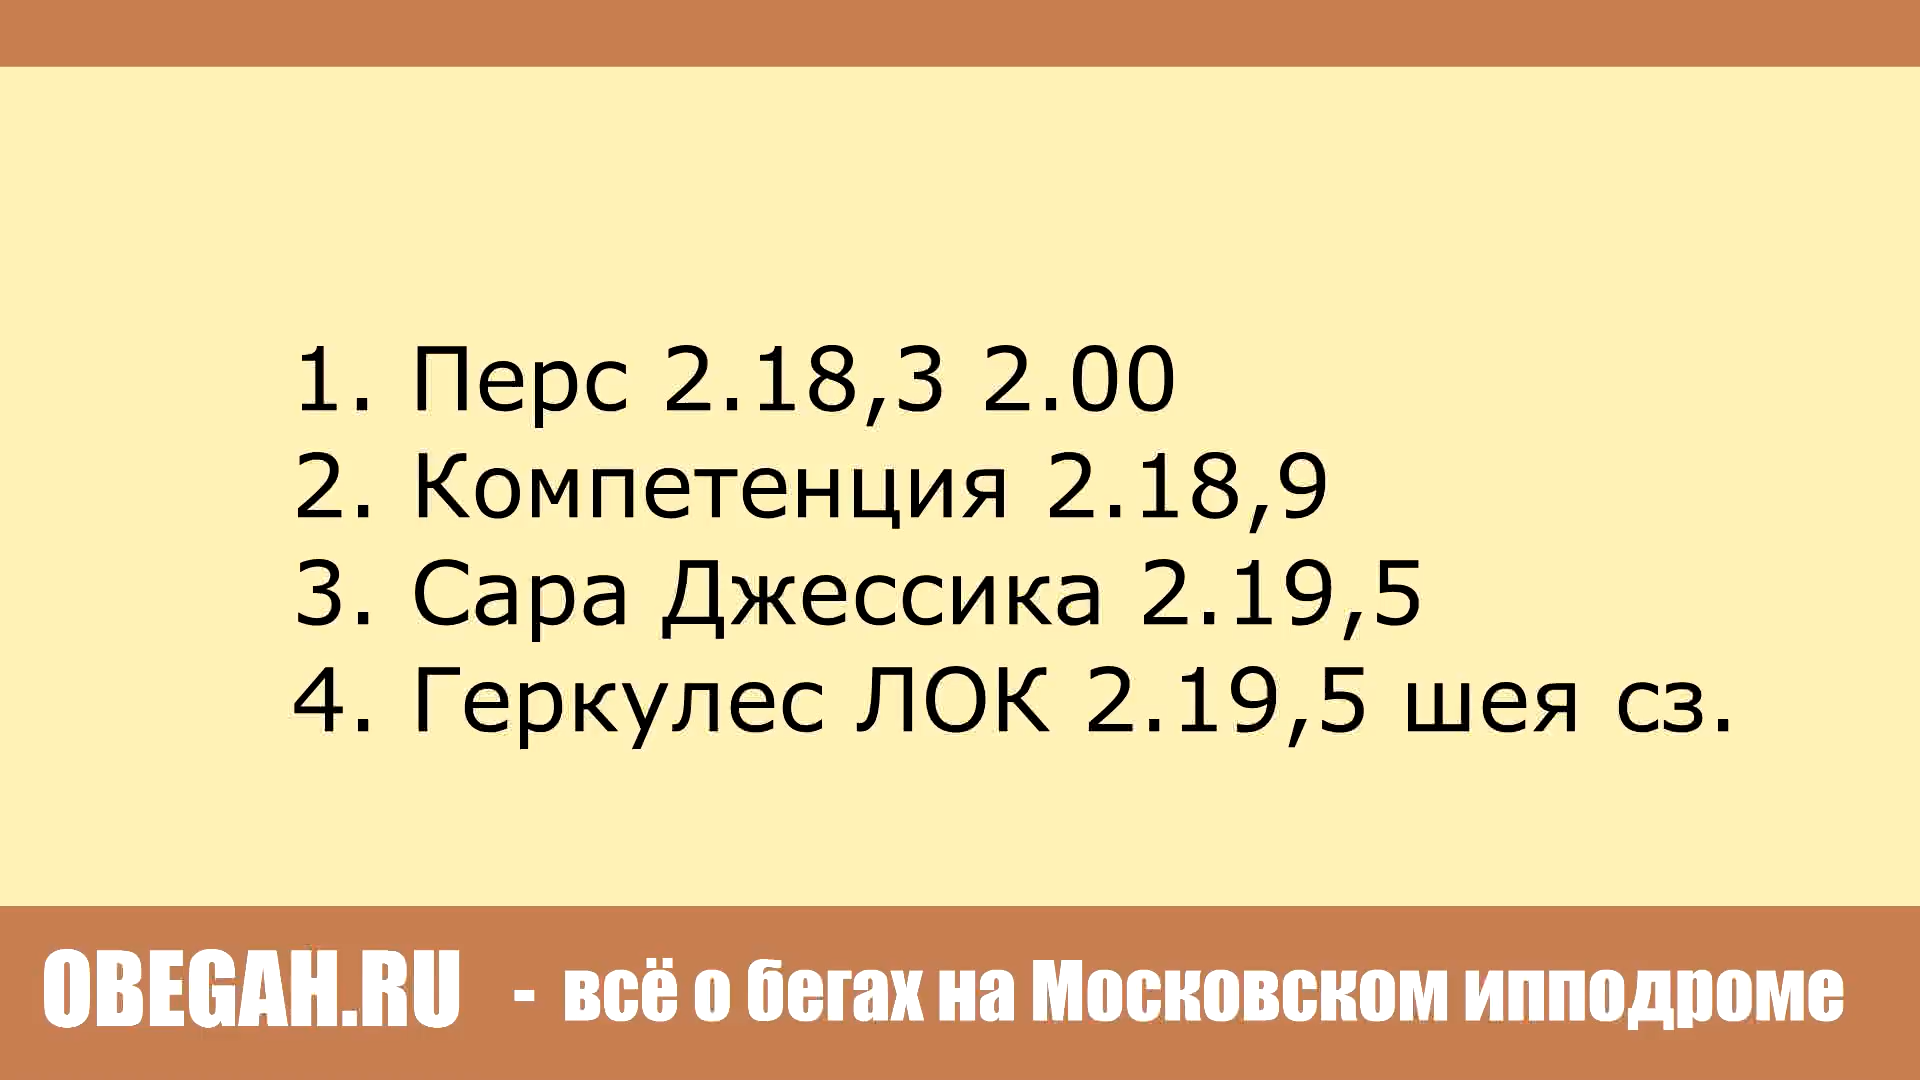 1. Перс 2.18,3 2.00
2. Компетенция 2.18,9
3. Сара Джессика 2.19,5
4. Геркулес ЛОК 2.19,5 шея сз.
OBEGAH.RU - всё о бегах на Московском ипподроме